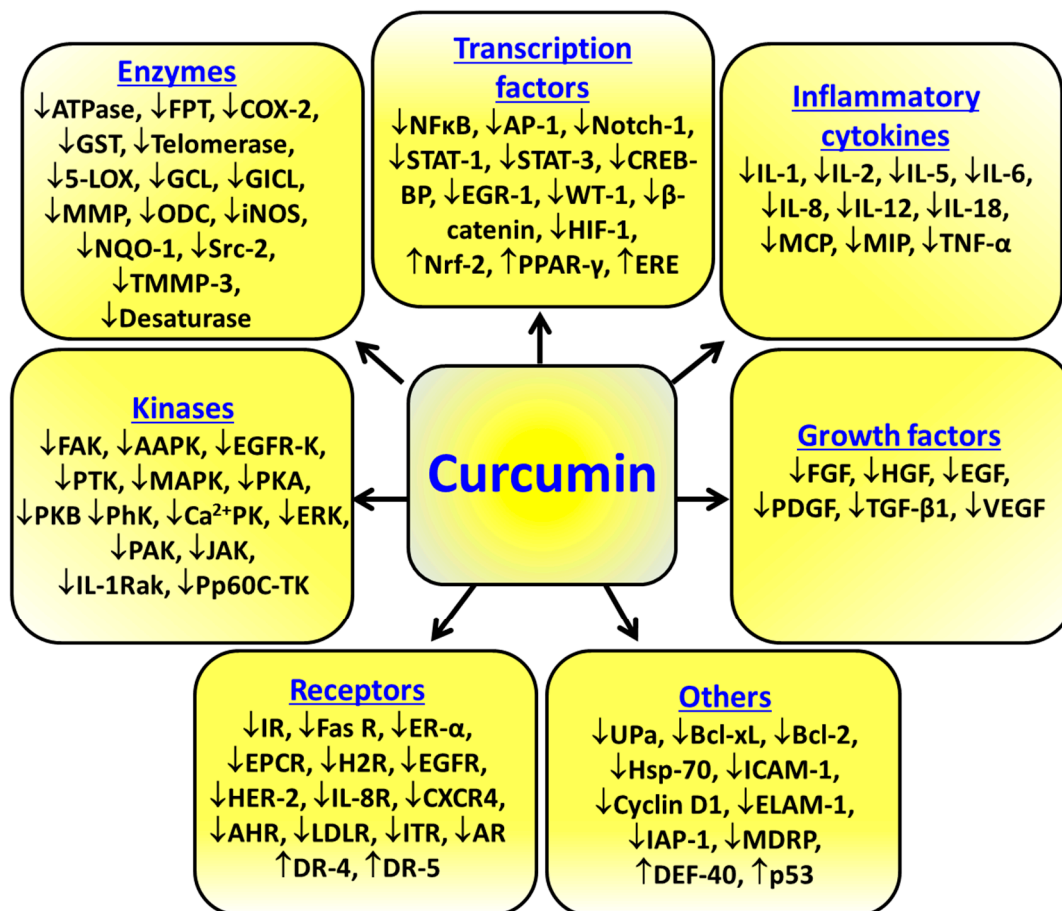 Enzymes
↓ATPase, ↓FPT, ↓COX-2,
↓GST, ↓Telomerase,
↓5-LOX, ↓GCL, ↓GICL,
↓MMP, ↓ODC, ↓iNOS,
↓NQO-1, ↓Src-2,
↓TMMP-3,
↓Desaturase
Transcription
factors
↓NFκB, ↓AP-1, ↓Notch-1,
↓STAT-1, ↓STAT-3, ↓CREB-
BP, ↓EGR-1, ↓WT-1, ↓β-
catenin, ↓HIF-1,
↑Nrf-2, ↑PPAR-γ, ↑ERE
Inflammatory
cytokines
↓IL-1, ↓IL-2, ↓IL-5, ↓IL-6,
↓IL-8, ↓IL-12, ↓IL-18,
↓MCP, ↓MIP, ↓TNF-α
Kinases
↓FAK, ↓AAPK, ↓EGFR-K,
↓PTK, ↓MAPK, ↓PKA,
↓PKB ↓PhK, ↓Ca²⁺PK, ↓ERK,
↓PAK, ↓JAK,
↓IL-1Rak, ↓Pp60C-TK
Curcumin
Growth factors
↓FGF, ↓HGF, ↓EGF,
↓PDGF, ↓TGF-β1, ↓VEGF
Receptors
↓IR, ↓Fas R, ↓ER-α,
↓EPCR, ↓H2R, ↓EGFR,
↓HER-2, ↓IL-8R, ↓CXCR4,
↓AHR, ↓LDLR, ↓ITR, ↓AR
↑DR-4, ↑DR-5
Others
↓UPa, ↓Bcl-xL, ↓Bcl-2,
↓Hsp-70, ↓ICAM-1,
↓Cyclin D1, ↓ELAM-1,
↓IAP-1, ↓MDRP,
↑DEF-40, ↑p53